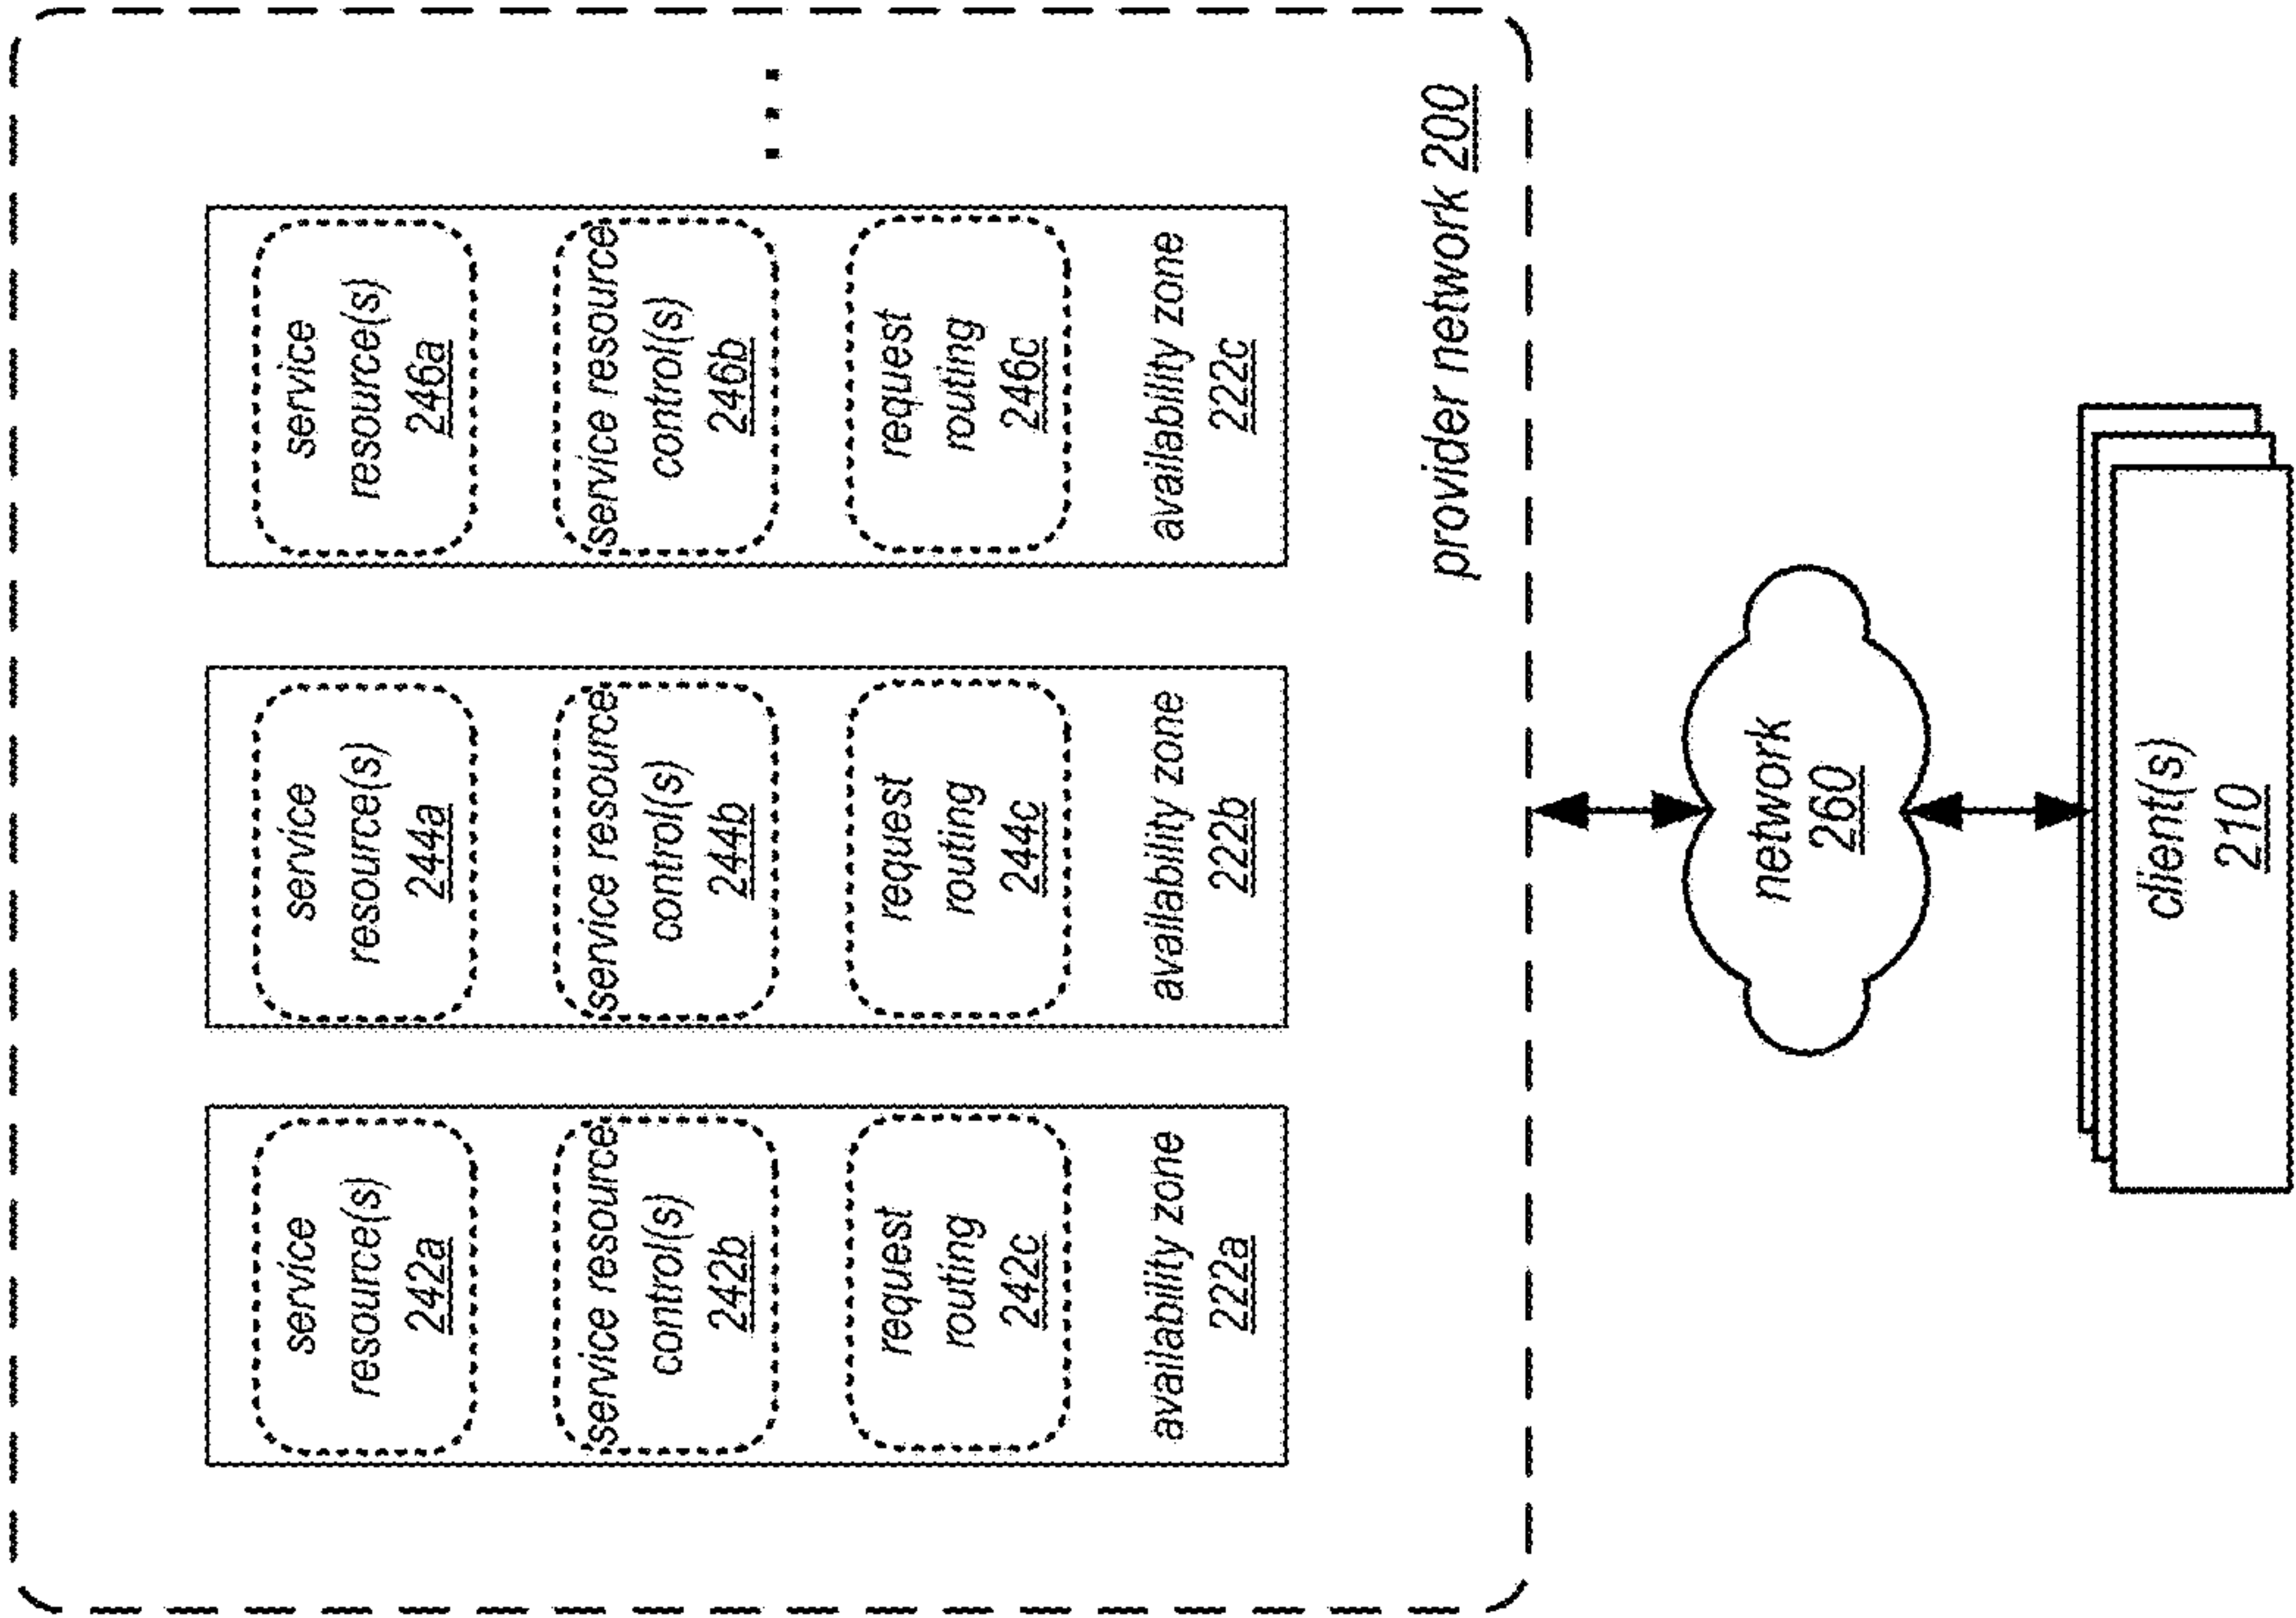 service
resource(s)
242a
service resource
control(s)
242b
request
routing
242c
availability zone
222a
service
resource(s)
244a
service resource
control(s)
244b
request
routing
244c
availability zone
222b
service
resource(s)
246a
service resource
control(s)
246b
request
routing
246c
availability zone
222c
...
provider network 200
network
260
client(s)
210